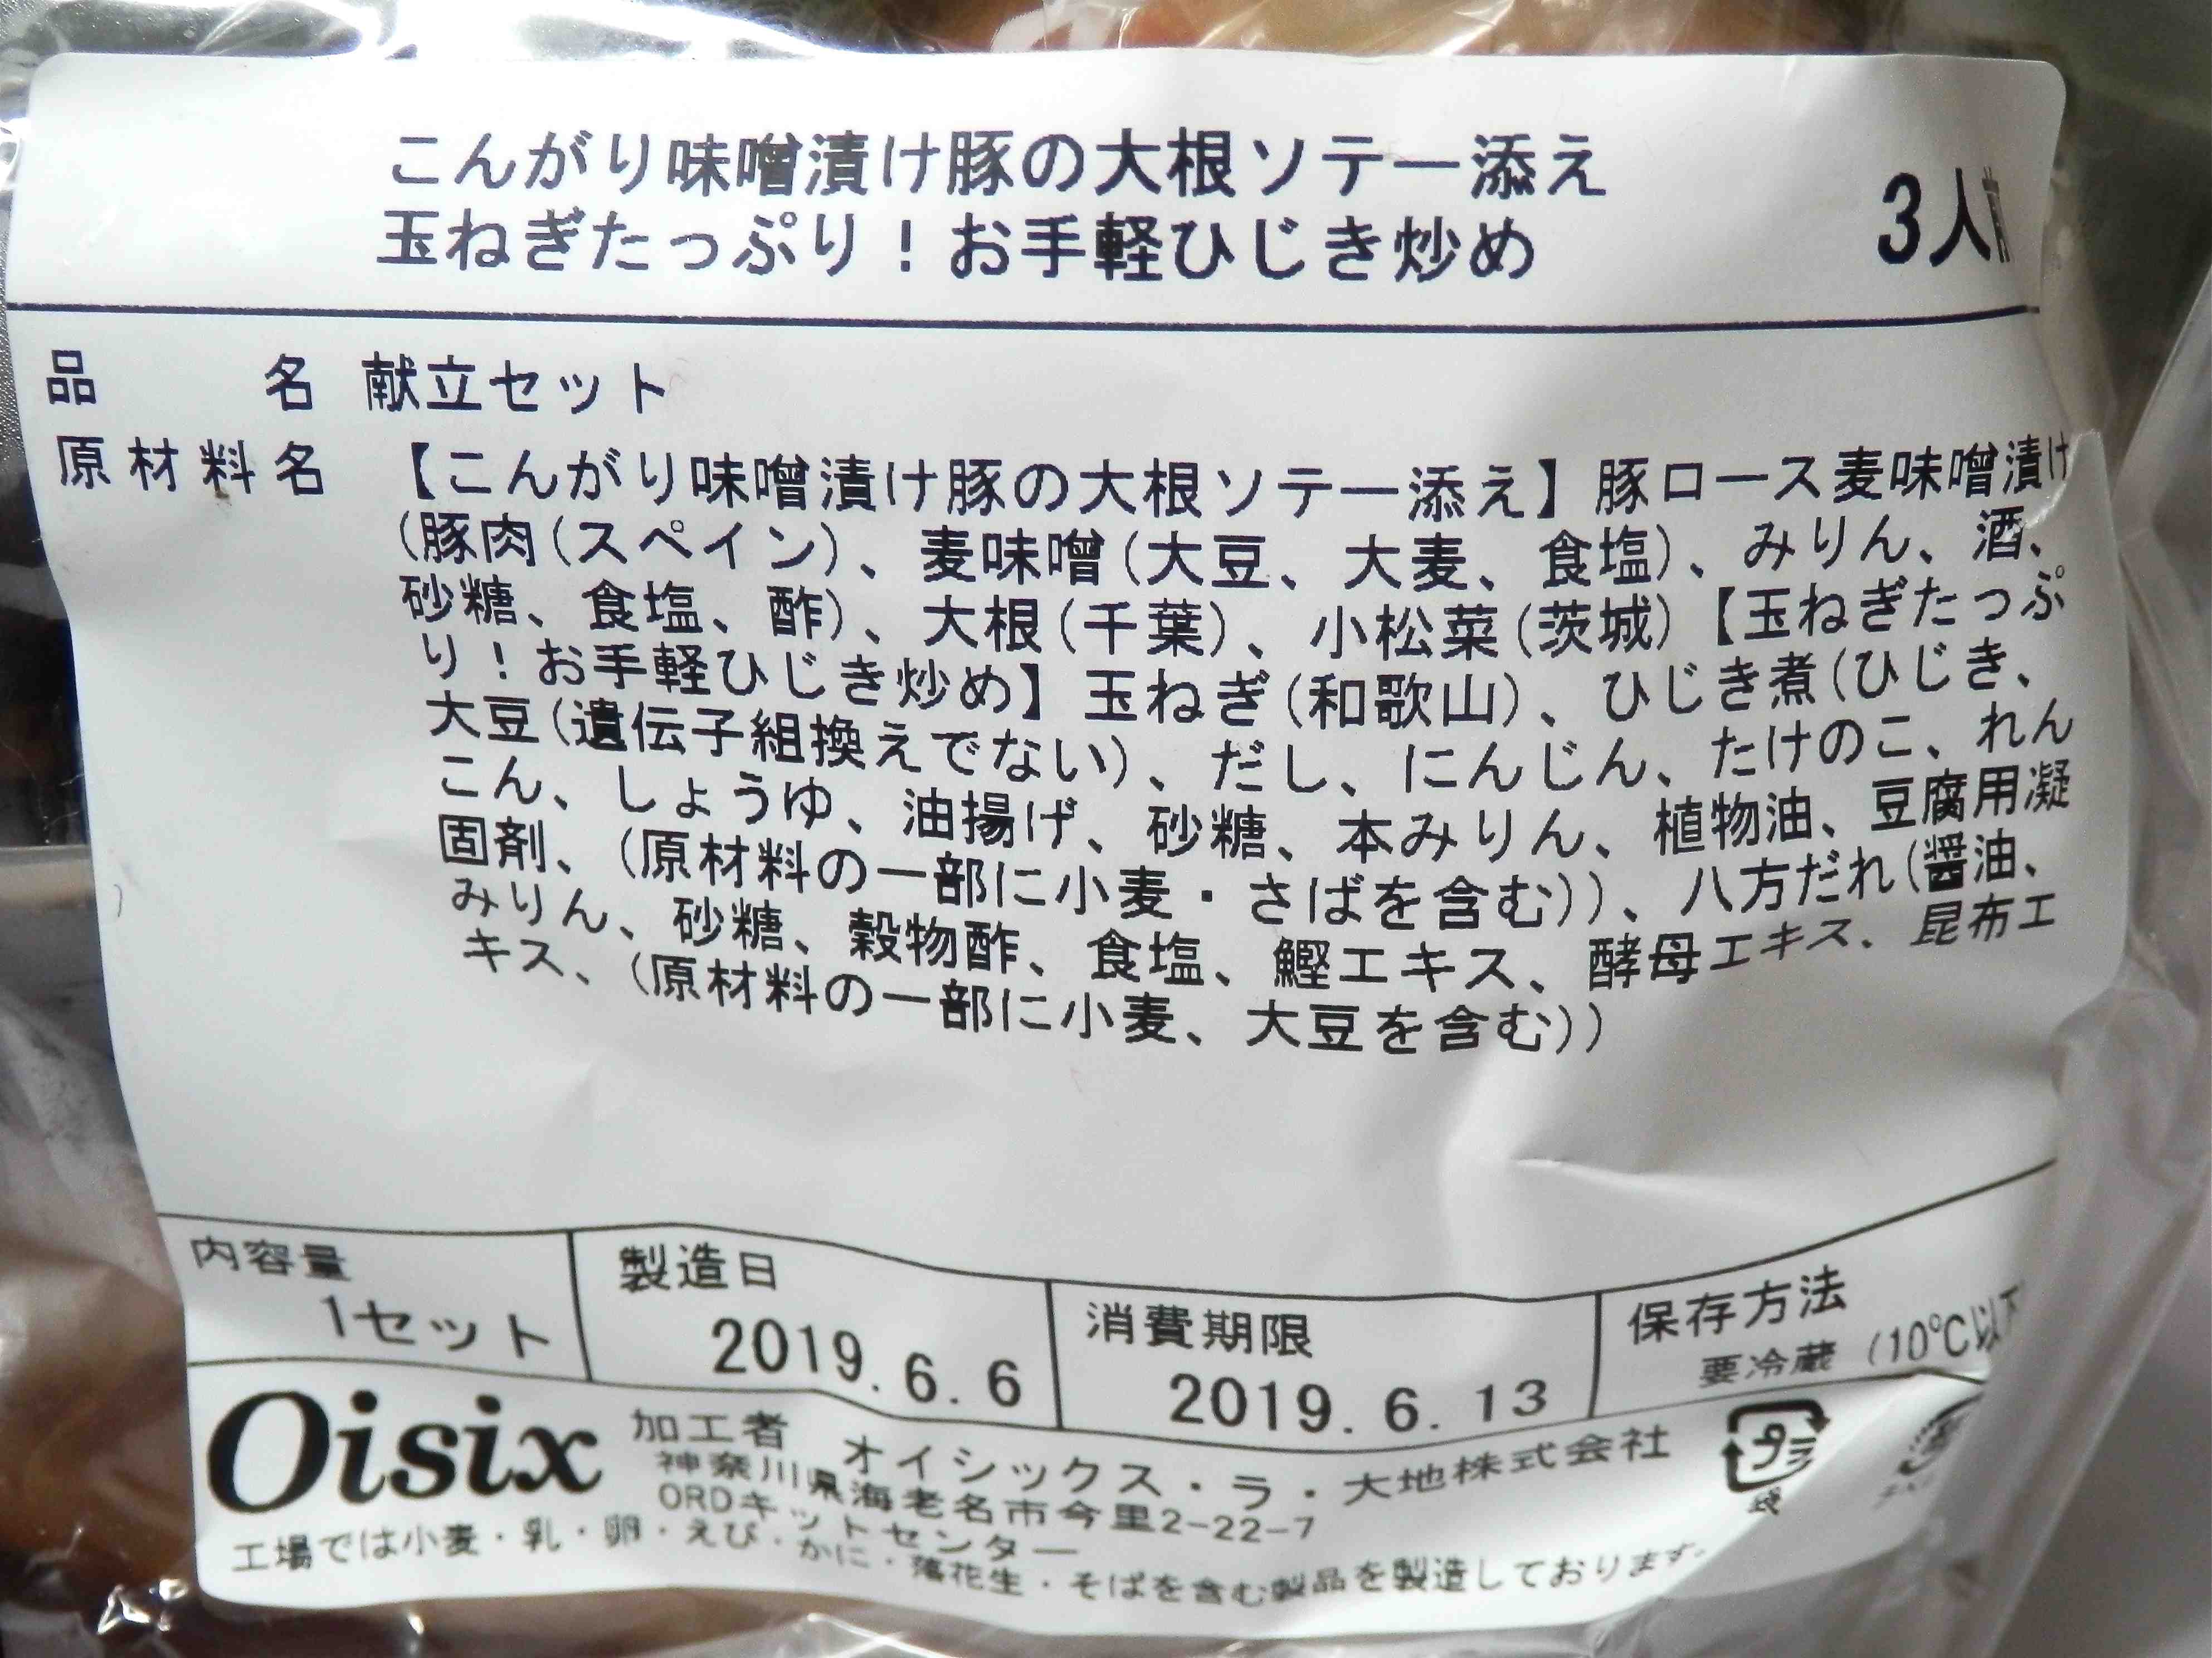 こんがり味噌漬け豚の大根ソテー添え
玉ねぎたっぷり！お手軽ひじき炒め
3人
品名 献立セット
原材料名 【こんがり味噌漬け豚の大根ソテー添え】豚ロース麦味噌漬け
(豚肉(スペイン)、麦味噌(大豆、大麦、食塩)、みりん、酒、
砂糖、食塩、酢)、大根(千葉)、小松菜(茨城)【玉ねぎたっぷ
り！お手軽ひじき炒め】玉ねぎ(和歌山)、ひじき煮(ひじき、
大豆(遺伝子組換えでない)、だし、にんじん、たけのこ、れん
こん、しょうゆ、油揚げ、砂糖、本みりん、植物油、豆腐用凝
固剤、(原材料の一部に小麦・さばを含む))、八方だれ(醤油、
みりん、砂糖、穀物酢、食塩、鰹エキス、酵母エキス、昆布エ
キス、(原材料の一部に小麦、大豆を含む))
内容量
1セット
製造日
2019.6.6
消費期限
2019.6.13
保存方法
要冷蔵 (10℃以下
Oisix
加工者 オイシックス・ラ・大地株式会社
神奈川県海老名市今里2-22-7
ORDキットセンター
工場では小麦・乳・卵・えび・かに・落花生・そばを含む製品を製造しております。